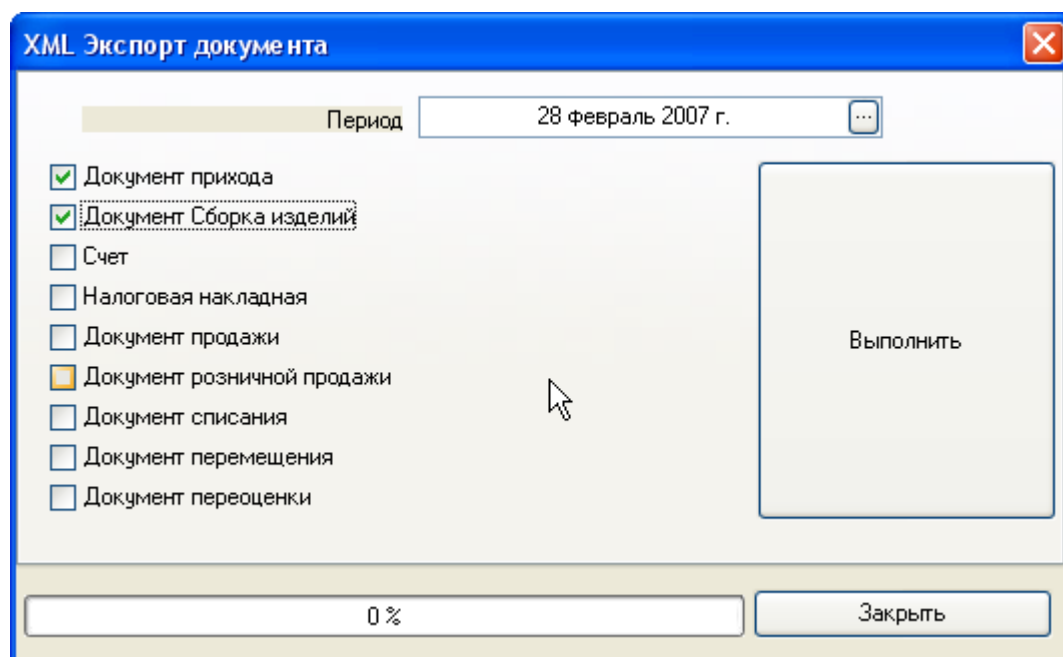 XML Экспорт документа
Период 28 февраль 2007 г. ...
Документ прихода
Документ Сборка изделий
Счет
Налоговая накладная
Документ продажи
Выполнить
Документ розничной продажи
Документ списания
Документ перемещения
Документ переоценки
0 % Закрыть